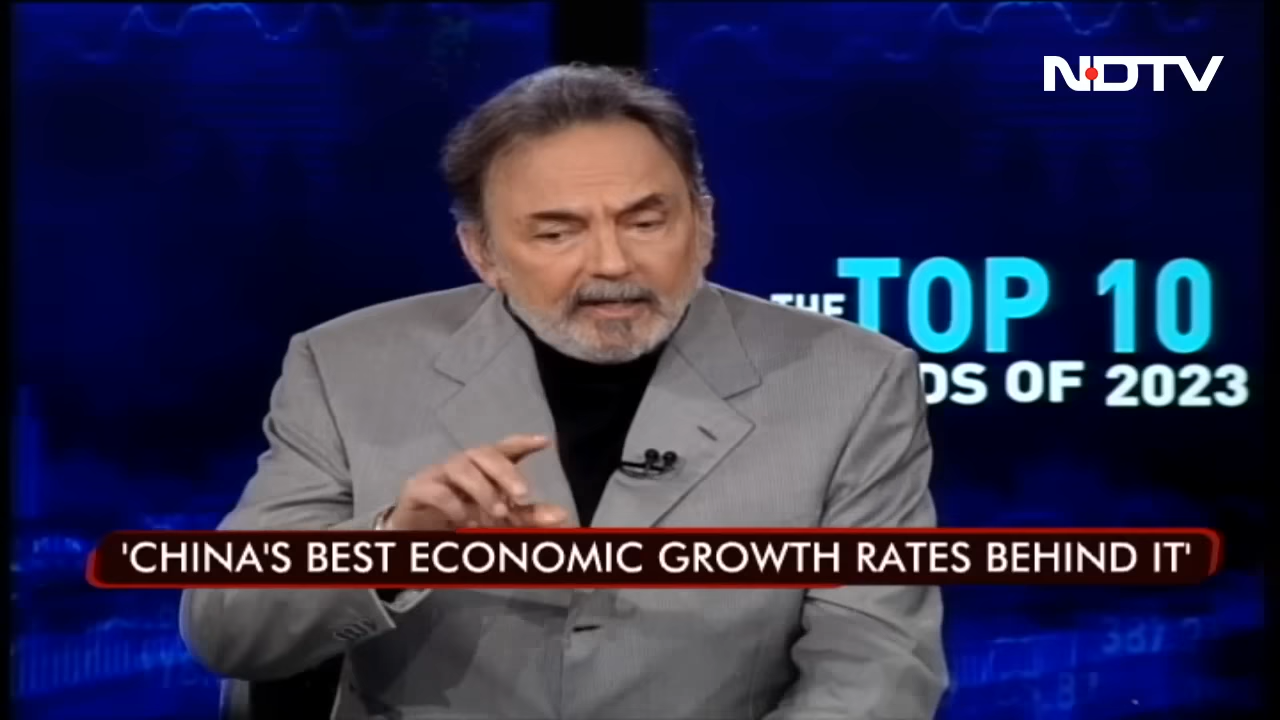 NDTV
THE TOP 10
DS OF 2023
'CHINA'S BEST ECONOMIC GROWTH RATES BEHIND IT'